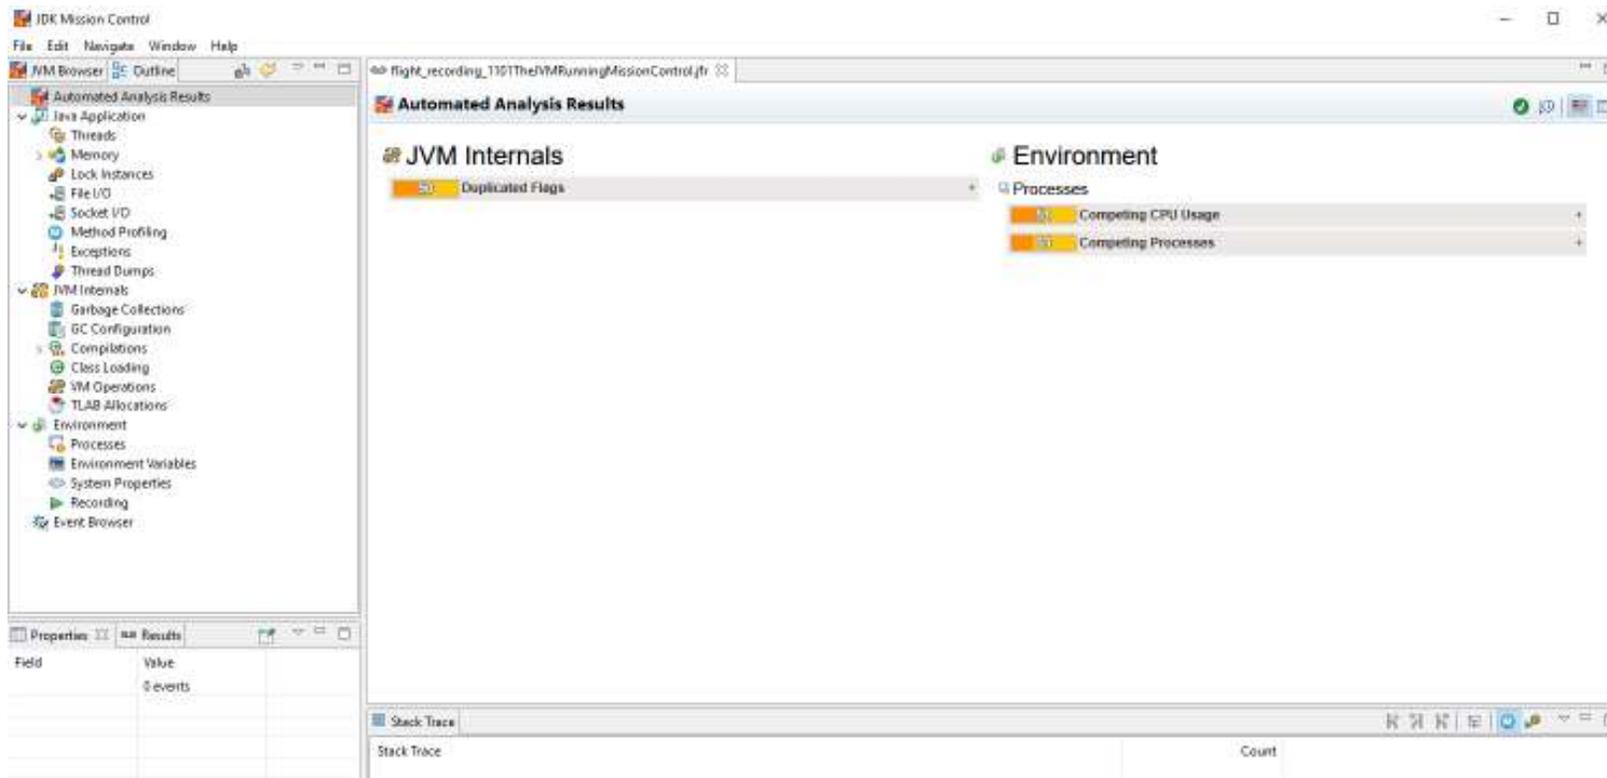 JDK Mission Control
File Edit Navigate Window Help
JVM Browser Outline
Automated Analysis Results
Java Application
Threads
Memory
Lock Instances
File I/O
Socket I/O
Method Profiling
Exceptions
Thread Dumps
JVM Internals
Garbage Collections
GC Configuration
Compilations
Class Loading
VM Operations
TLAB Allocations
Environment
Processes
Environment Variables
System Properties
Recording
Event Browser
Properties Results
Field Value
0 events
flight_recording_1101TheJVMRunningMissionControl.jfr
Automated Analysis Results
JVM Internals
Duplicated Flags
Environment
Processes
Competing CPU Usage
Competing Processes
Stack Trace
Stack Trace Count